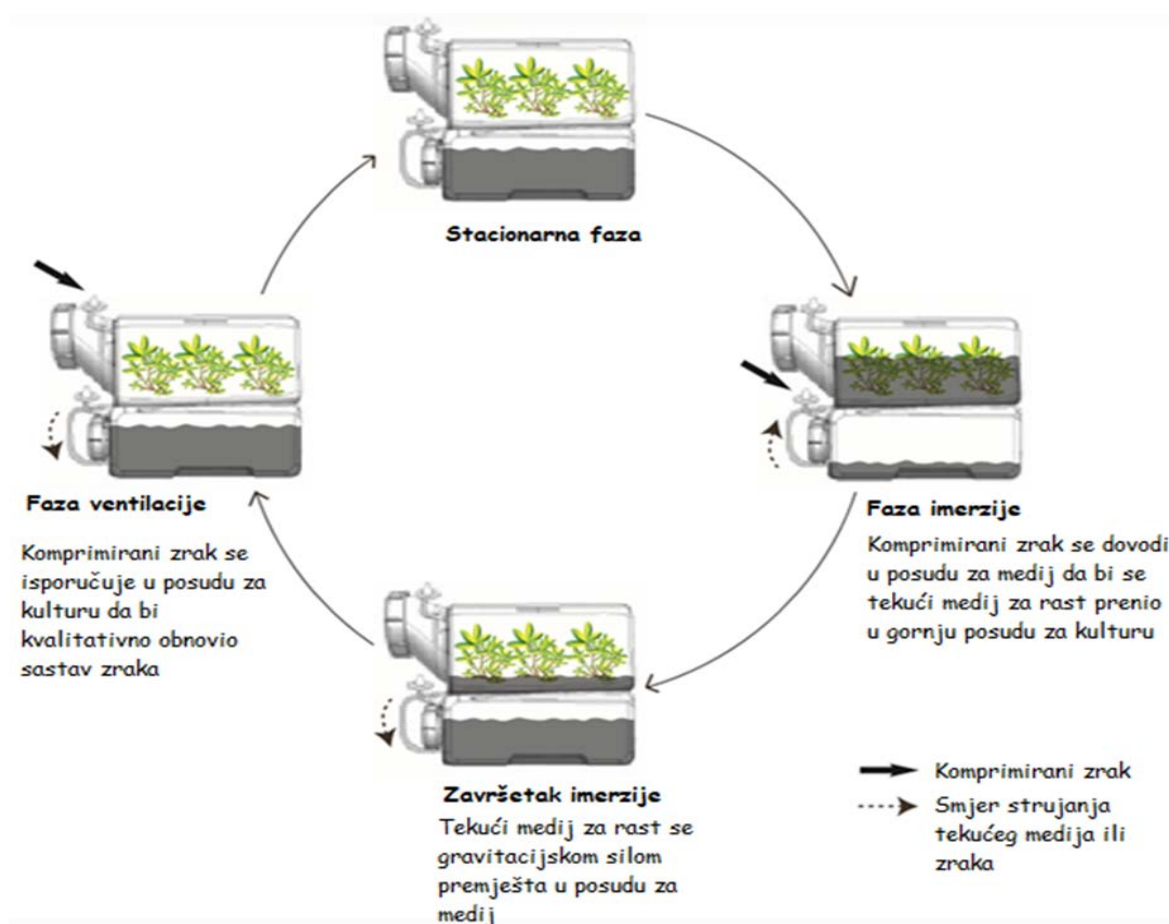 Stacionarna faza
Faza ventilacije
Komprimirani zrak se
isporučuje u posudu za
kulturu da bi
kvalitativno obnovio
sastav zraka
Faza imerzije
Komprimirani zrak se dovodi
u posudu za medij da bi se
tekući medij za rast prenio
u gornju posudu za kulturu
Završetak imerzije
Tekući medij za rast se
gravitacijskom silom
premješta u posudu za
medij
Komprimirani zrak
Smjer strujanja
tekućeg medija ili
zraka